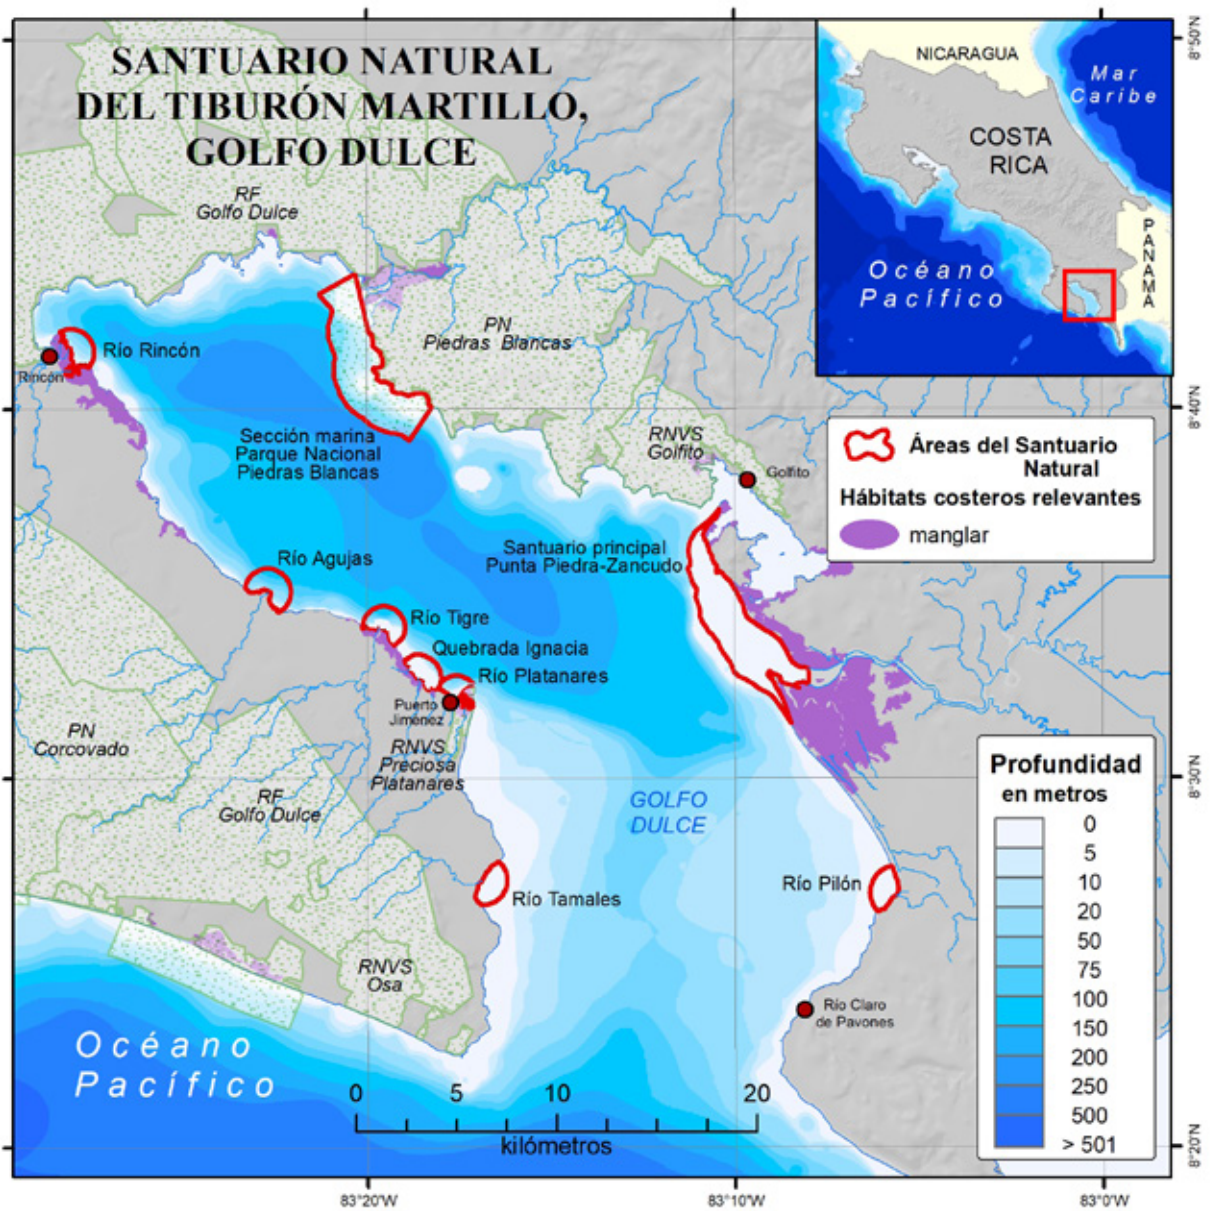 SANTUARIO NATURAL
DEL TIBURÓN MARTILLO,
GOLFO DULCE
NICARAGUA
Mar
Caribe
COSTA
RICA
PANAMÁ
Océano
Pacífico
8°50'N
RF
Golfo Dulce
PN
Piedras Blancas
Río Rincón
Rincón
8°40'N
Sección marina
Parque Nacional
Piedras Blancas
RNVS
Golfito
Golfito
Áreas del Santuario
Natural
Hábitats costeros relevantes
manglar
Santuario principal
Punta Piedra-Zancudo
Río Agujas
Río Tigre
Quebrada Ignacia
Río Platanares
Puerto
Jiménez
RNVS
Preciosa
Platanares
PN
Corcovado
RF
Golfo Dulce
GOLFO
DULCE
8°30'N
Profundidad
en metros
0
5
10
20
50
75
100
150
200
250
500
> 501
Río Pilón
Río Tamales
RNVS
Osa
Río Claro
de Pavones
Océano
Pacífico
0 5 10 20
kilómetros
8°20'N
83°20'W 83°10'W 83°0'W